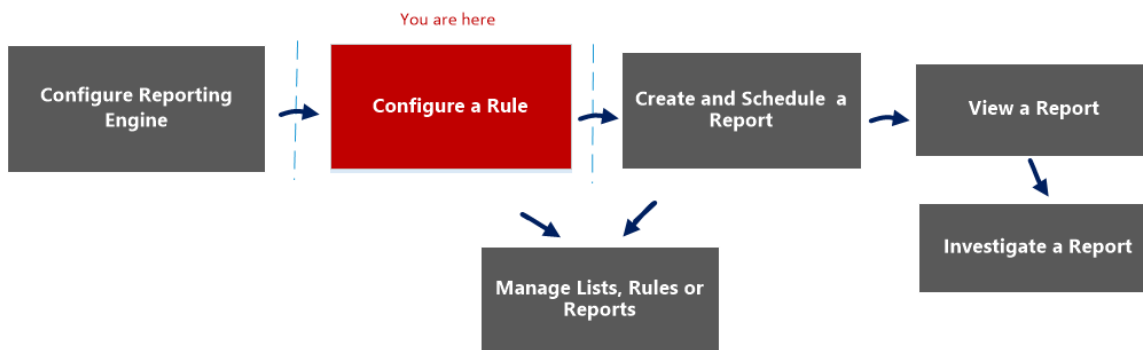 You are here
Configure Reporting
Engine
Configure a Rule
Create and Schedule a
Report
View a Report
Manage Lists, Rules or
Reports
Investigate a Report